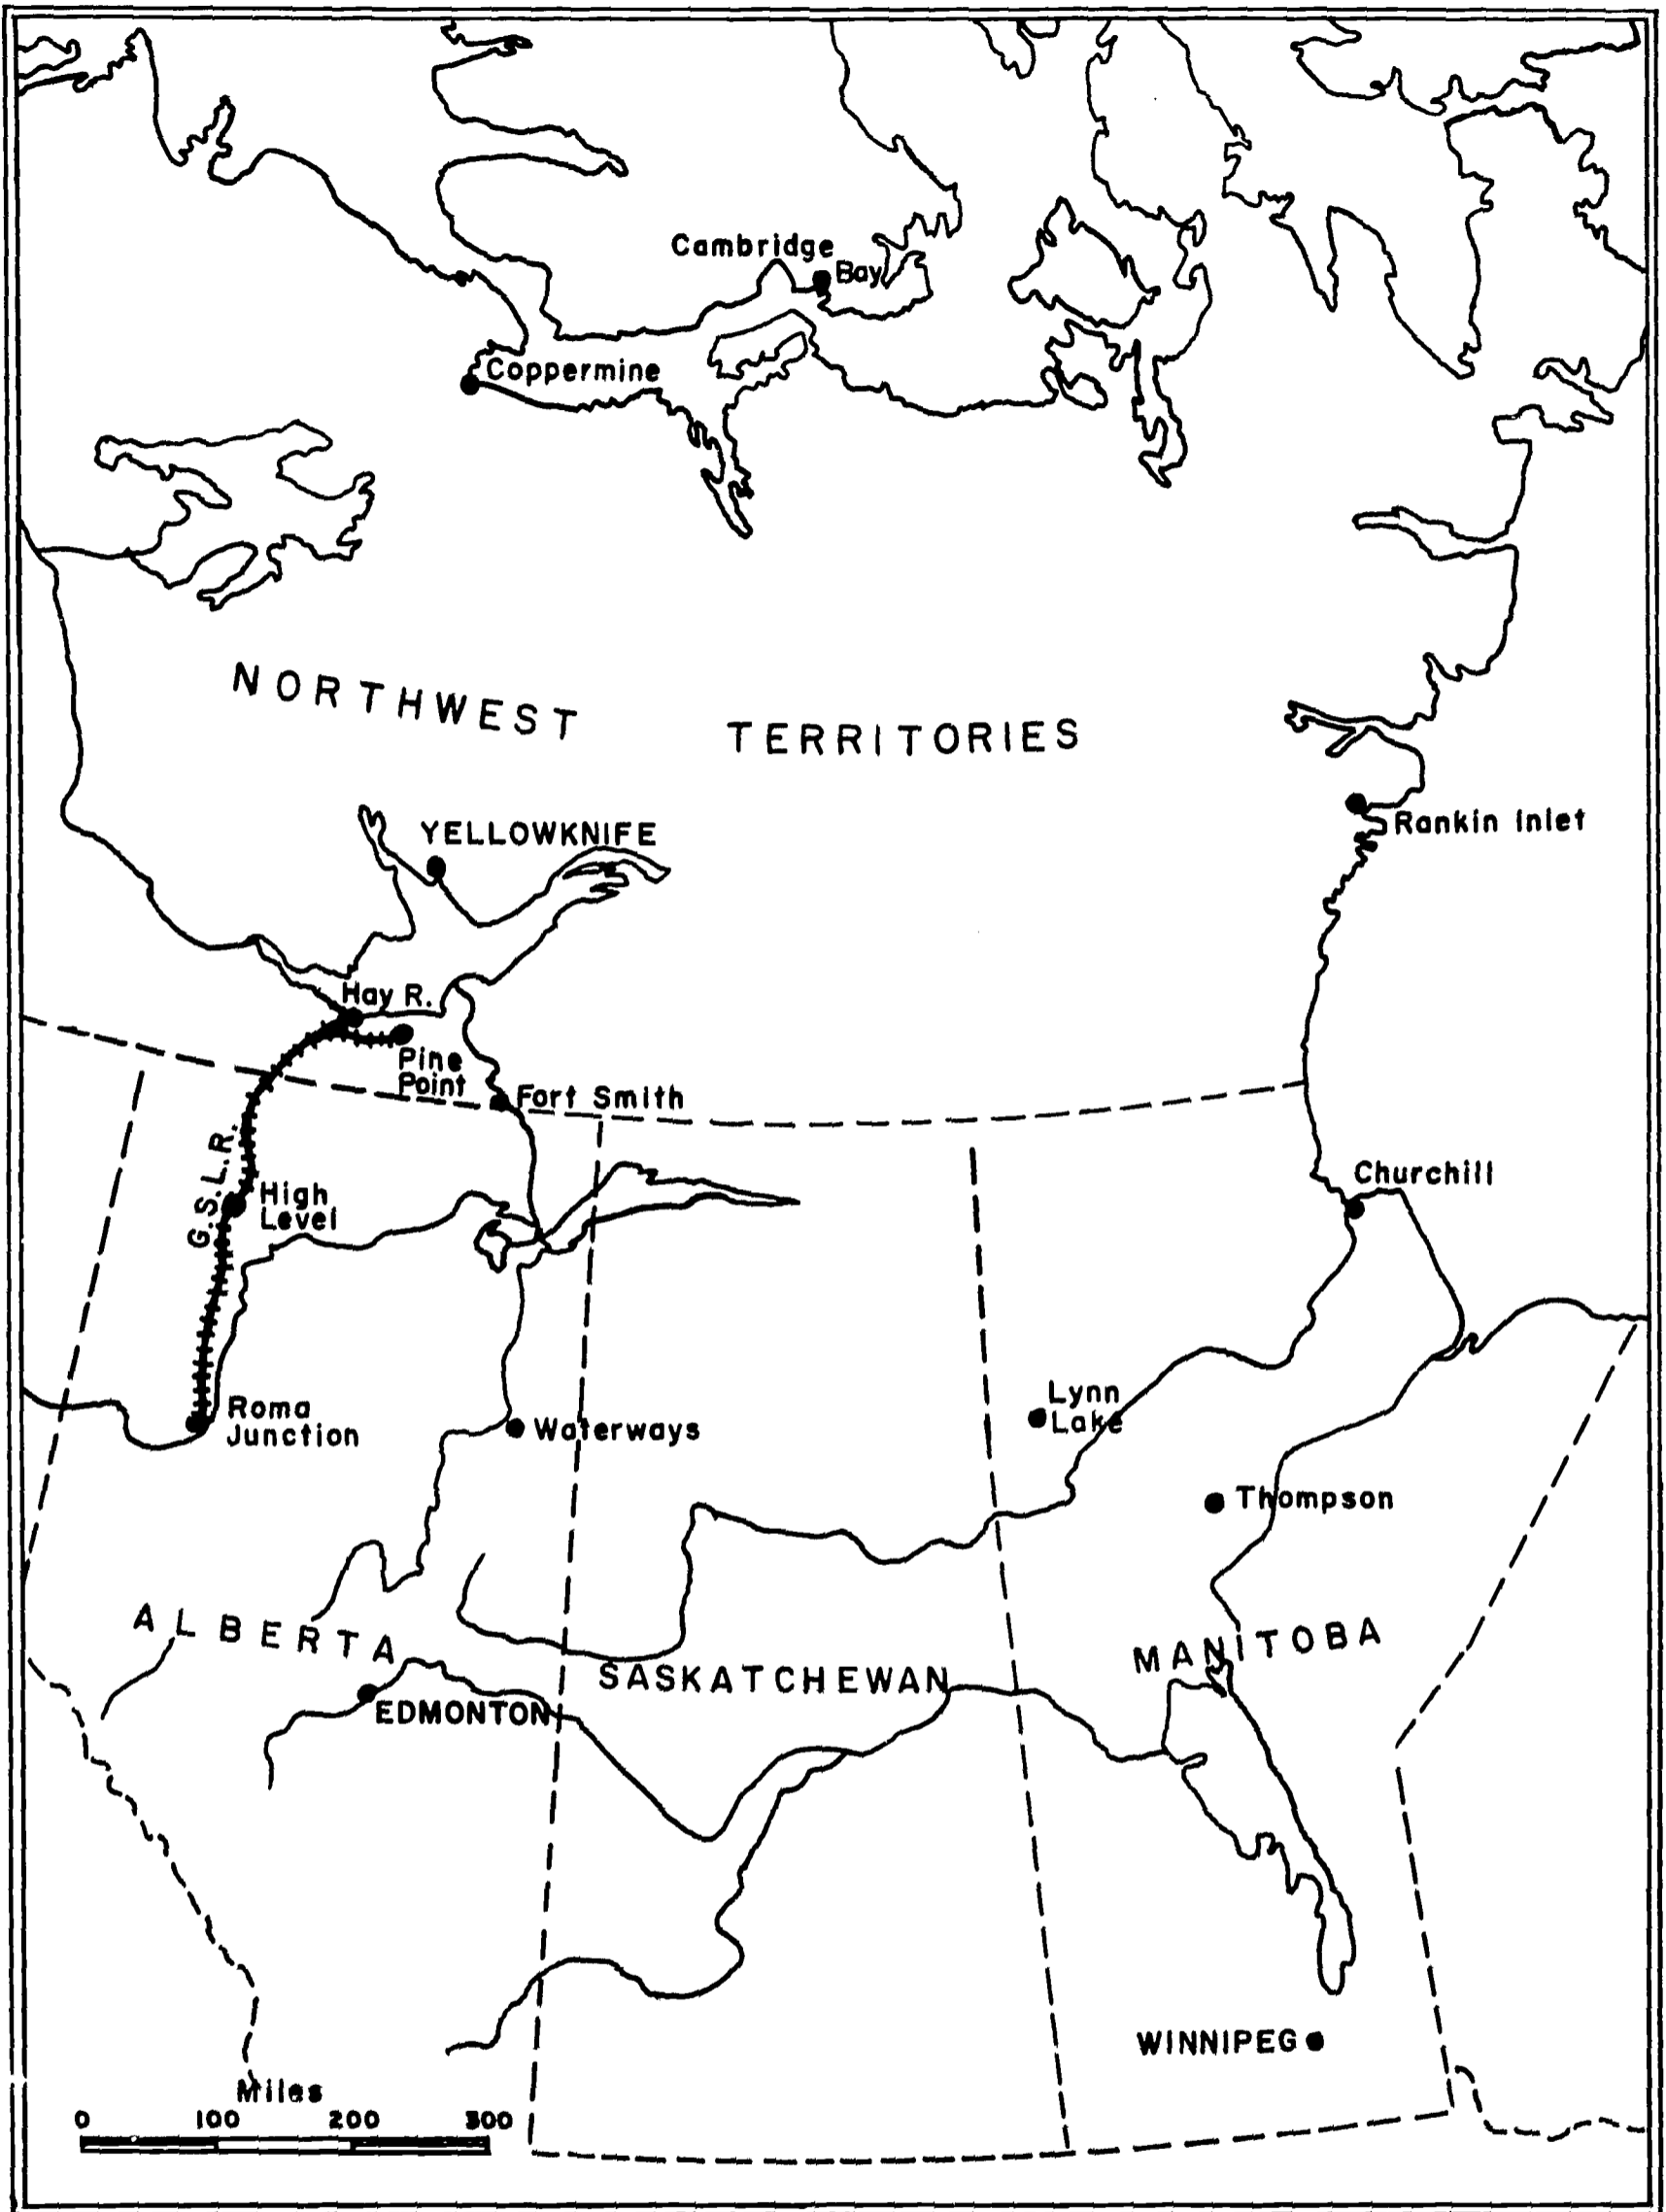 Cambridge
Bay
Coppermine
NORTHWEST TERRITORIES
Rankin Inlet
YELLOWKNIFE
Hay R.
Pine
Point
Fort Smith
G.S.L.R.
High
Level
Churchill
Roma
Junction
Waterways
Lynn
Lake
Thompson
ALBERTA
SASKATCHEWAN
MANITOBA
EDMONTON
WINNIPEG
Miles
0 100 200 300